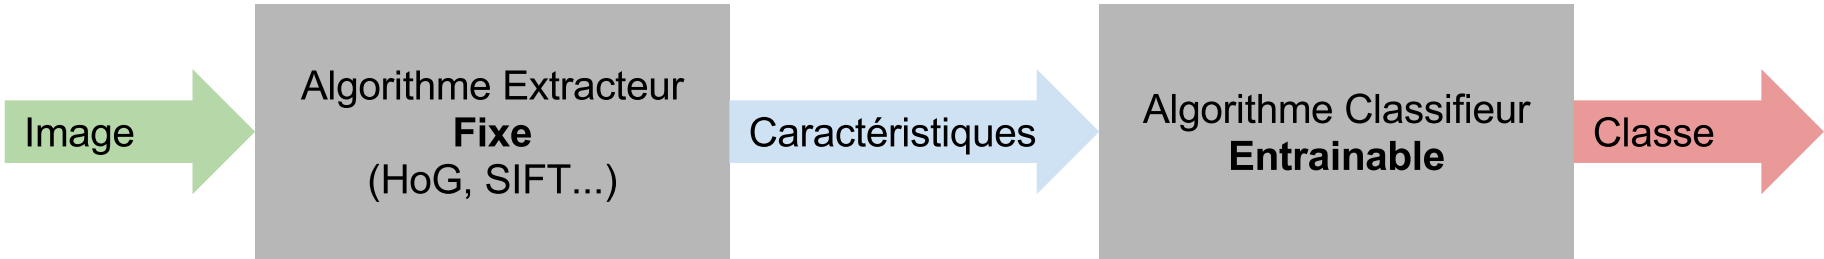 Image
Algorithme Extracteur
Fixe
(HoG, SIFT...)
Caractéristiques
Algorithme Classifieur
Entrainable
Classe